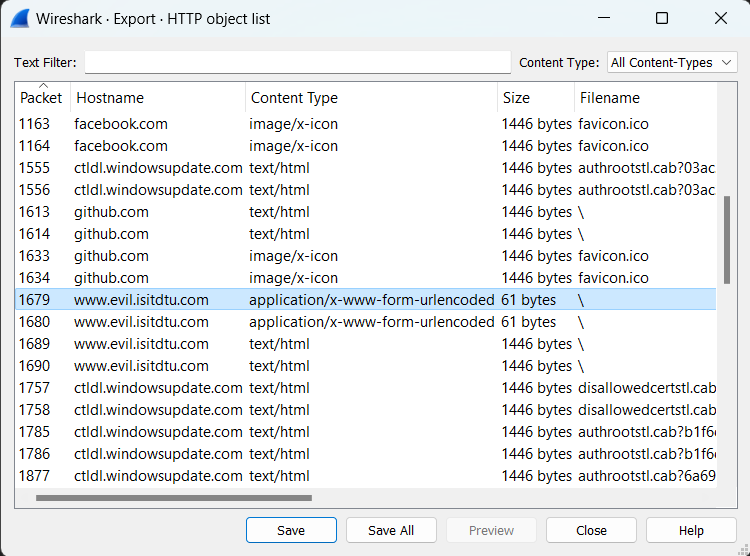 Wireshark · Export · HTTP object list
Text Filter: Content Type: All Content-Types
Packet Hostname Content Type Size Filename
1163 facebook.com image/x-icon 1446 bytes favicon.ico
1164 facebook.com image/x-icon 1446 bytes favicon.ico
1555 ctldl.windowsupdate.com text/html 1446 bytes authrootstl.cab?03ac
1556 ctldl.windowsupdate.com text/html 1446 bytes authrootstl.cab?03ac
1613 github.com text/html 1446 bytes \
1614 github.com text/html 1446 bytes \
1633 github.com image/x-icon 1446 bytes favicon.ico
1634 github.com image/x-icon 1446 bytes favicon.ico
1679 www.evil.isitdtu.com application/x-www-form-urlencoded 61 bytes \
1680 www.evil.isitdtu.com application/x-www-form-urlencoded 61 bytes \
1689 www.evil.isitdtu.com text/html 1446 bytes \
1690 www.evil.isitdtu.com text/html 1446 bytes \
1757 ctldl.windowsupdate.com text/html 1446 bytes disallowedcertstl.cab
1758 ctldl.windowsupdate.com text/html 1446 bytes disallowedcertstl.cab
1785 ctldl.windowsupdate.com text/html 1446 bytes authrootstl.cab?b1f6
1786 ctldl.windowsupdate.com text/html 1446 bytes authrootstl.cab?b1f6
1877 ctldl.windowsupdate.com text/html 1446 bytes authrootstl.cab?6a69
Save Save All Preview Close Help